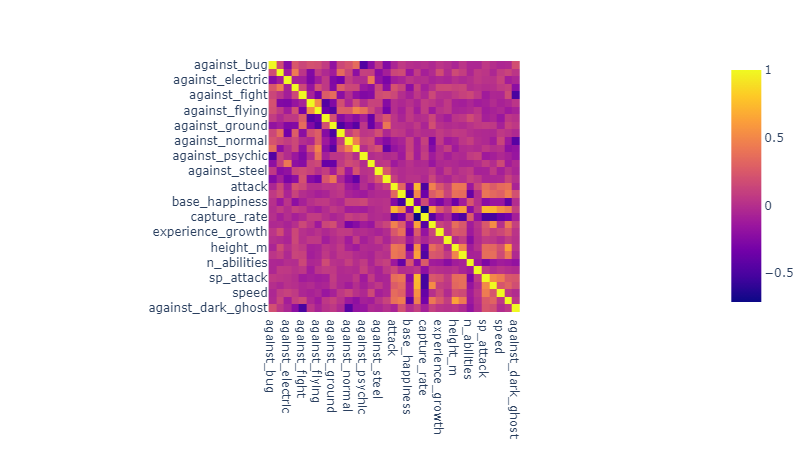 against_bug
against_electric
against_fight
against_flying
against_ground
against_normal
against_psychic
against_steel
attack
base_happiness
capture_rate
experience_growth
height_m
n_abilities
sp_attack
speed
against_dark_ghost
against_bug
against_electric
against_fight
against_flying
against_ground
against_normal
against_psychic
against_steel
attack
base_happiness
capture_rate
experience_growth
height_m
n_abilities
sp_attack
speed
against_dark_ghost
1
0.5
0
−0.5